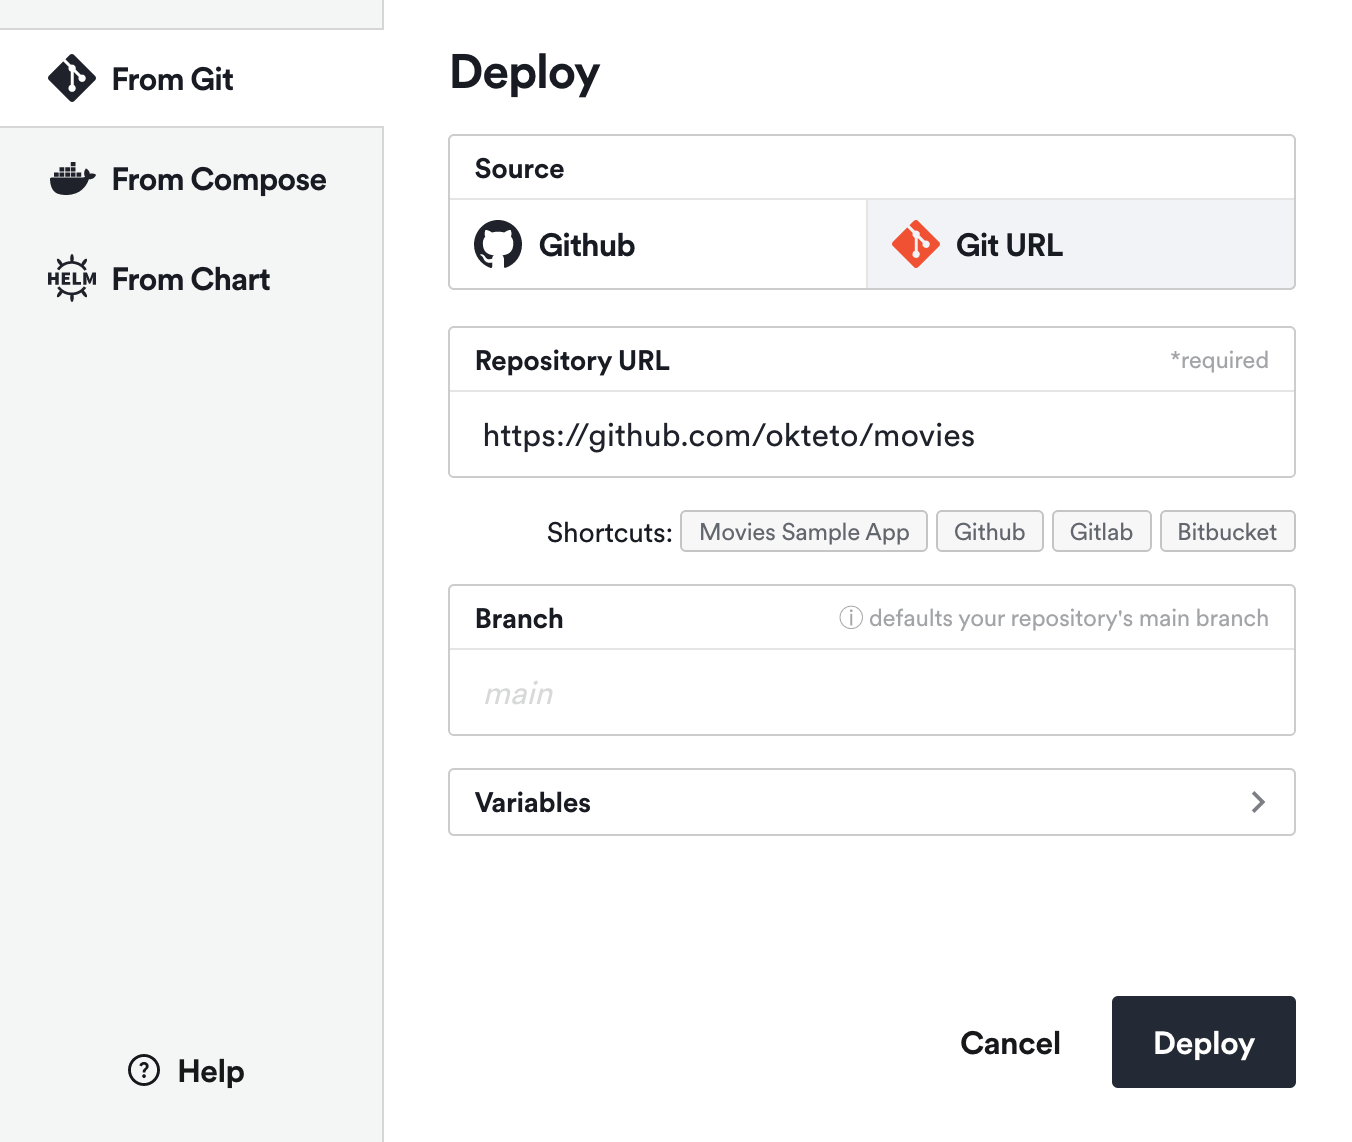 From Git
From Compose
HELM From Chart
Help
Deploy
Source
Github
Git URL
Repository URL *required
https://github.com/okteto/movies
Shortcuts: Movies Sample App Github Gitlab Bitbucket
Branch ⓘ defaults your repository's main branch
main
Variables
Cancel Deploy